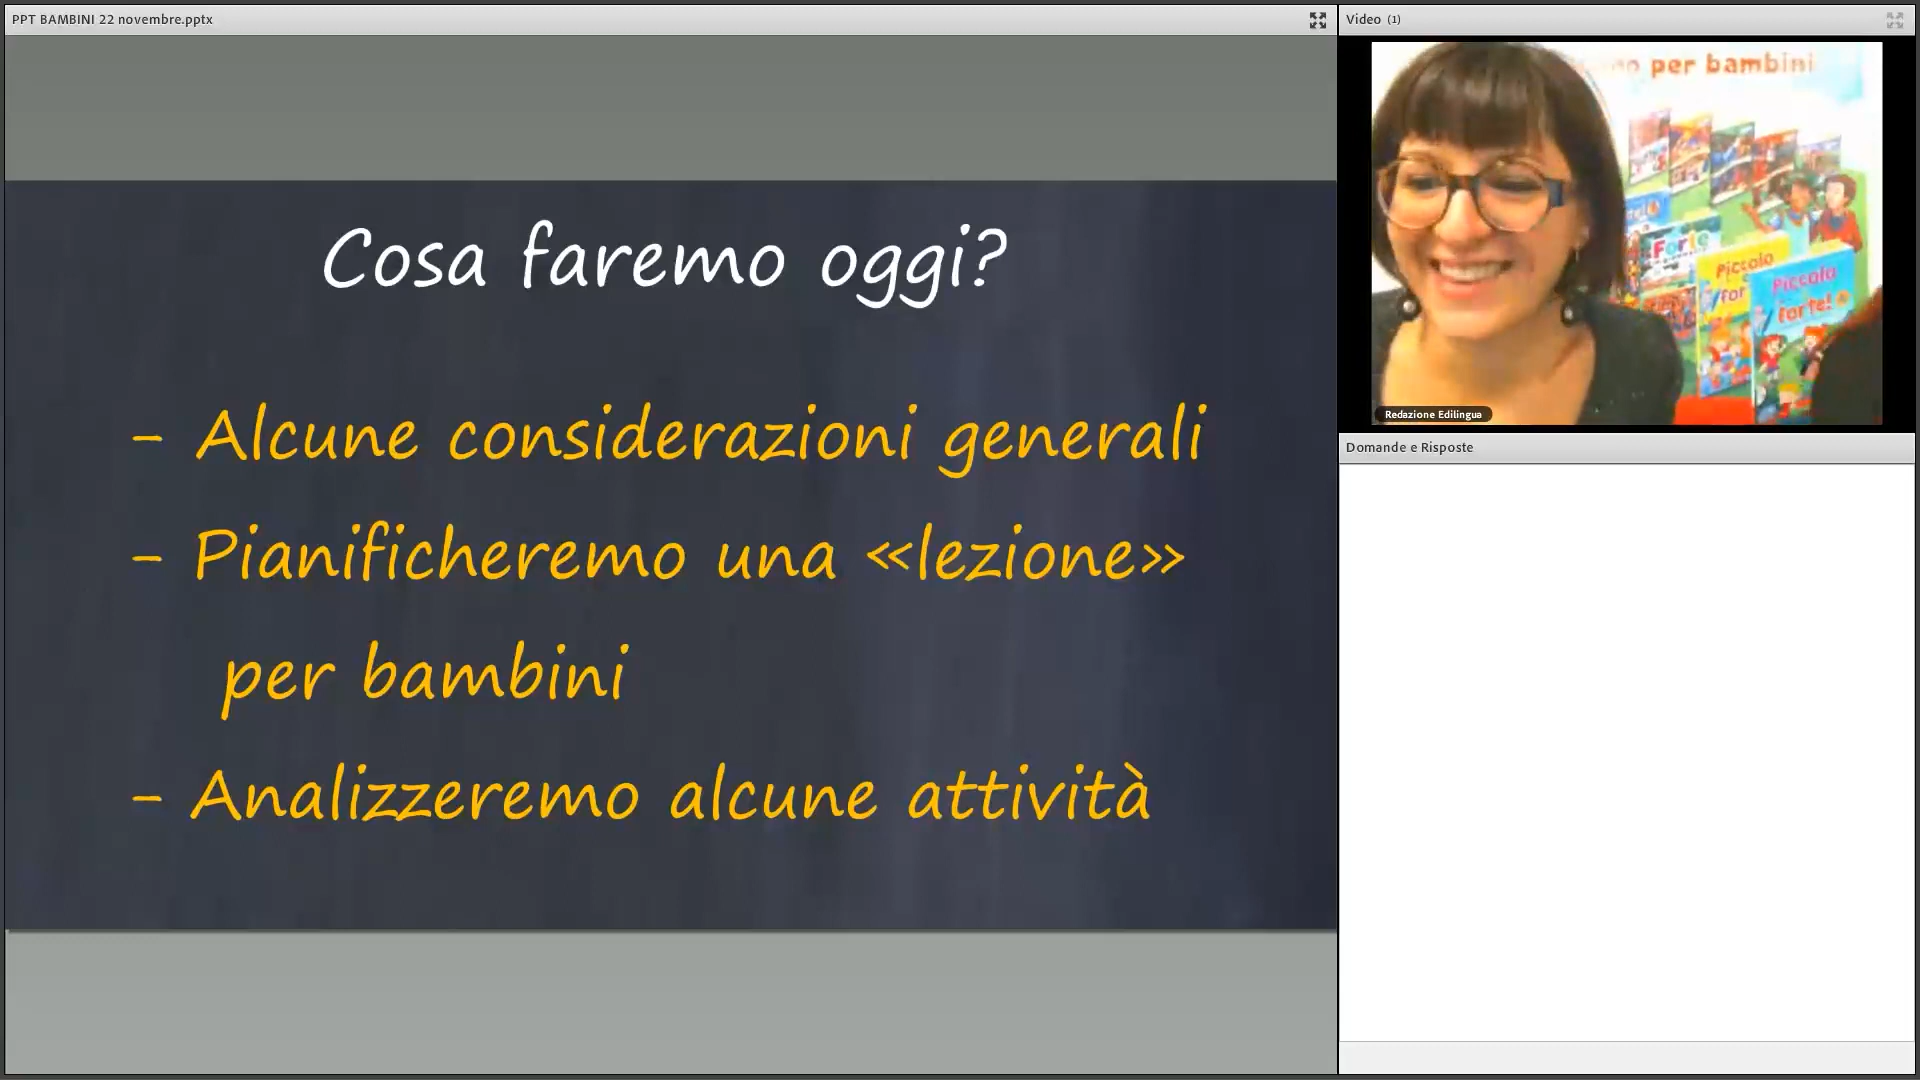 PPT BAMBINI 22 novembre.pptx
Cosa faremo oggi?
- Alcune considerazioni generali
- Pianificheremo una «lezione»
per bambini
- Analizzeremo alcune attività
Video (1)
per bambini
Forte
Piccolo
Piccolo
forte!
Redazione Edilingua
Domande e Risposte